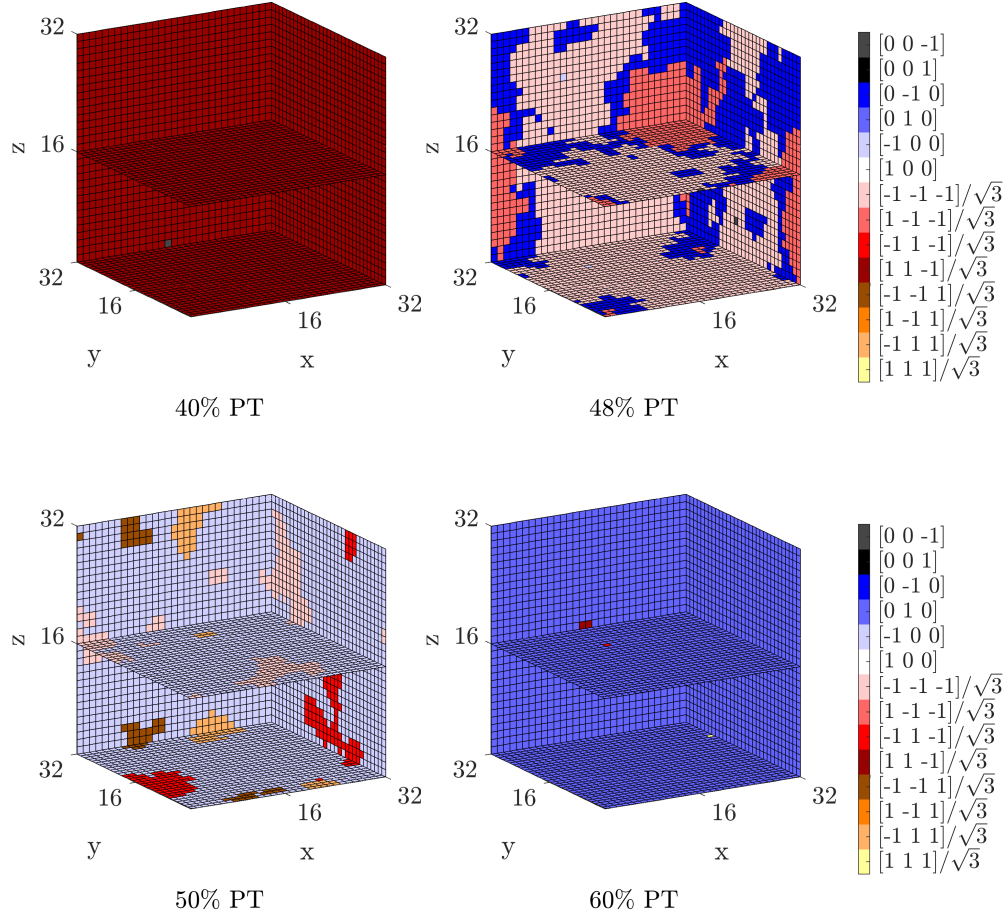 32
z
16
32
16
y
16
x
32
40% PT
32
z
16
32
16
y
16
x
32
48% PT
[0 0 -1]
[0 0 1]
[0 -1 0]
[0 1 0]
[-1 0 0]
[1 0 0]
[-1 -1 -1]/√3
[1 -1 -1]/√3
[-1 1 -1]/√3
[1 1 -1]/√3
[-1 -1 1]/√3
[1 -1 1]/√3
[-1 1 1]/√3
[1 1 1]/√3
32
z
16
32
16
y
16
x
32
50% PT
32
z
16
32
16
y
16
x
32
60% PT
[0 0 -1]
[0 0 1]
[0 -1 0]
[0 1 0]
[-1 0 0]
[1 0 0]
[-1 -1 -1]/√3
[1 -1 -1]/√3
[-1 1 -1]/√3
[1 1 -1]/√3
[-1 -1 1]/√3
[1 -1 1]/√3
[-1 1 1]/√3
[1 1 1]/√3